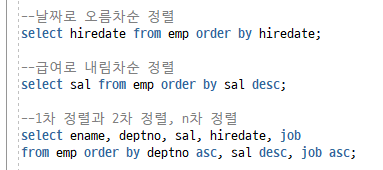 --날짜로 오름차순 정렬
select hiredate from emp order by hiredate;
--급여로 내림차순 정렬
select sal from emp order by sal desc;
--1차 정렬과 2차 정렬, n차 정렬
select ename, deptno, sal, hiredate, job
from emp order by deptno asc, sal desc, job asc;